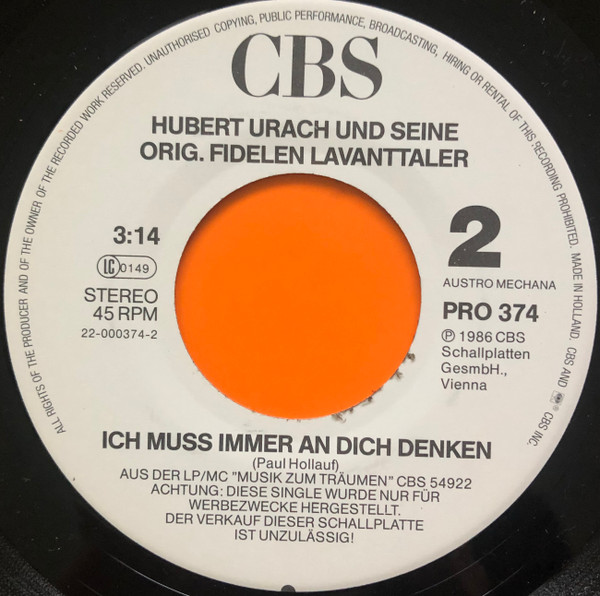 ALL RIGHTS OF THE PRODUCER AND OF THE OWNER OF THE RECORDED WORK RESERVED. UNAUTHORISED COPYING, PUBLIC PERFORMANCE, BROADCASTING, HIRING OR RENTAL OF THIS RECORDING PROHIBITED. MADE IN HOLLAND. CBS AND ® CBS INC.
CBS
HUBERT URACH UND SEINE
ORIG. FIDELEN LAVANTTALER
3:14
LC 0149
STEREO
45 RPM
22-000374-2
2
AUSTRO MECHANA
PRO 374
℗ 1986 CBS
Schallplatten
GesmbH.,
Vienna
ICH MUSS IMMER AN DICH DENKEN
(Paul Hollauf)
AUS DER LP/MC "MUSIK ZUM TRÄUMEN" CBS 54922
ACHTUNG: DIESE SINGLE WURDE NUR FÜR
WERBEZWECKE HERGESTELLT.
DER VERKAUF DIESER SCHALLPLATTE
IST UNZULÄSSIG!